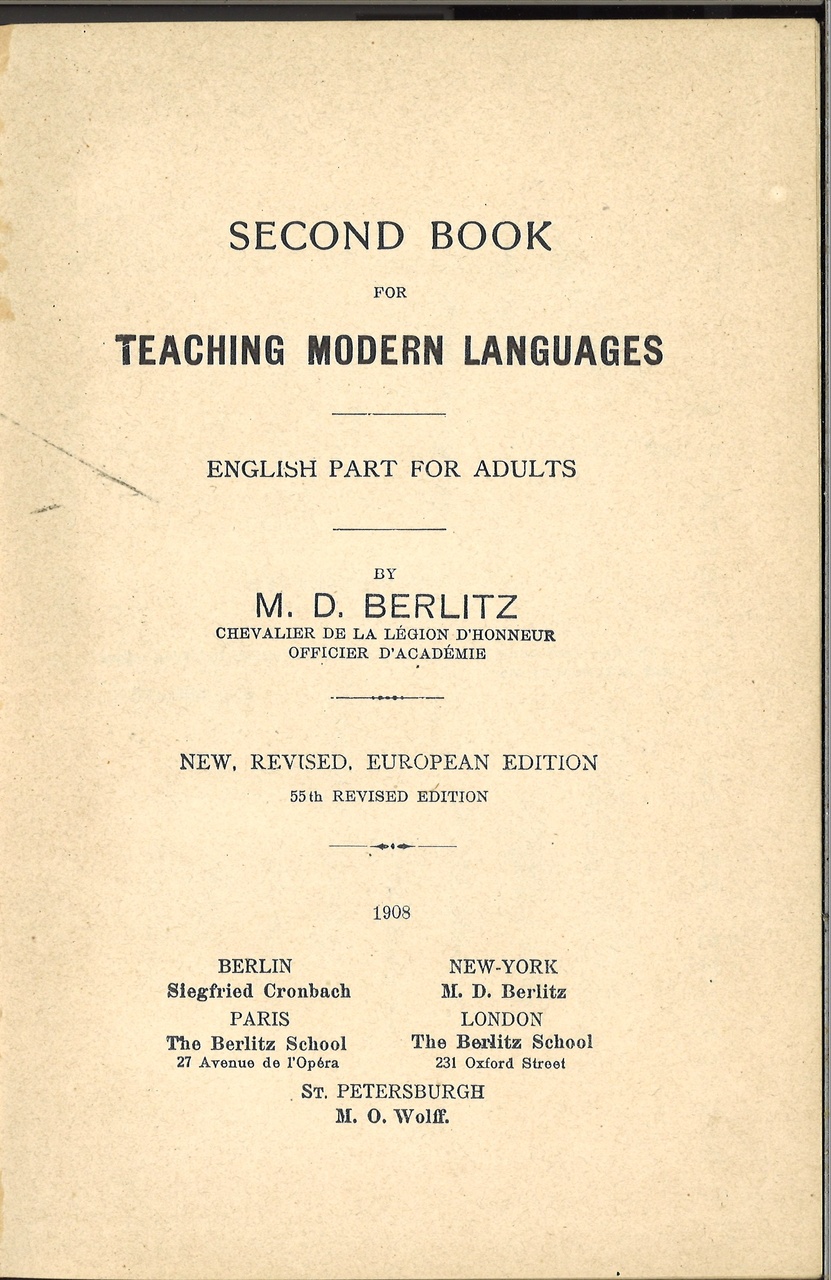 SECOND BOOK
FOR
TEACHING MODERN LANGUAGES
ENGLISH PART FOR ADULTS
BY
M. D. BERLITZ
CHEVALIER DE LA LÉGION D'HONNEUR
OFFICIER D'ACADÉMIE
NEW, REVISED, EUROPEAN EDITION
55th REVISED EDITION
1908
BERLIN
Siegfried Cronbach
PARIS
The Berlitz School
27 Avenue de l'Opéra
NEW-YORK
M. D. Berlitz
LONDON
The Berlitz School
231 Oxford Street
ST. PETERSBURGH
M. O. Wolff.